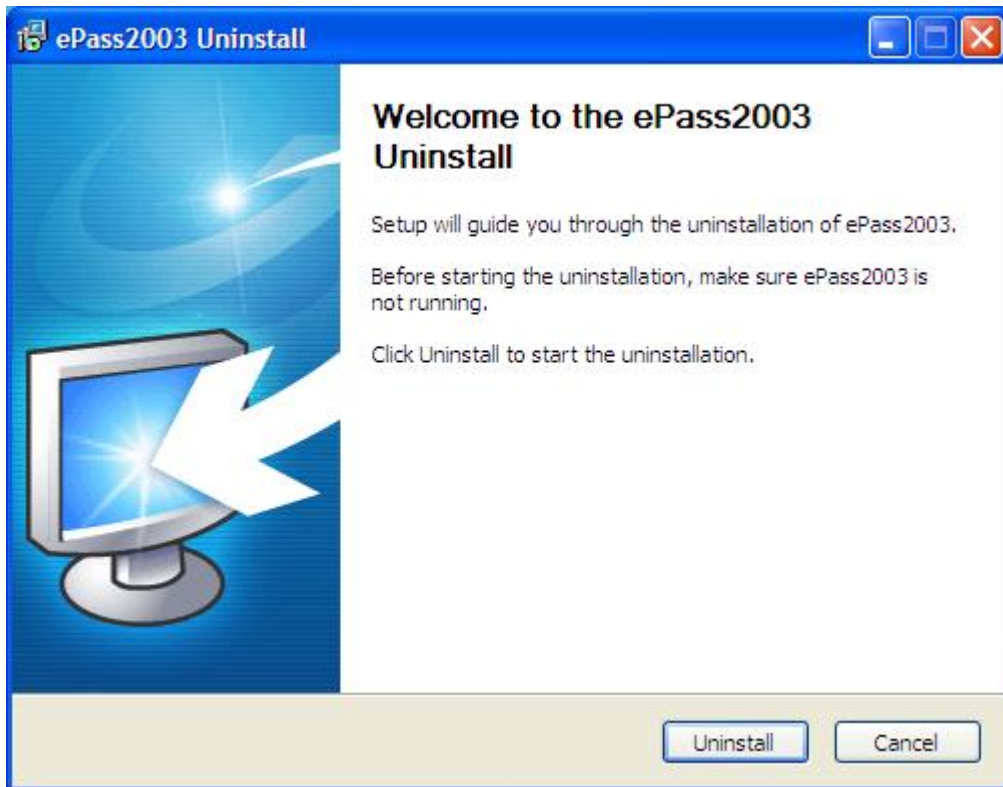 ePass2003 Uninstall
Welcome to the ePass2003
Uninstall
Setup will guide you through the uninstallation of ePass2003.
Before starting the uninstallation, make sure ePass2003 is
not running.
Click Uninstall to start the uninstallation.
Uninstall
Cancel